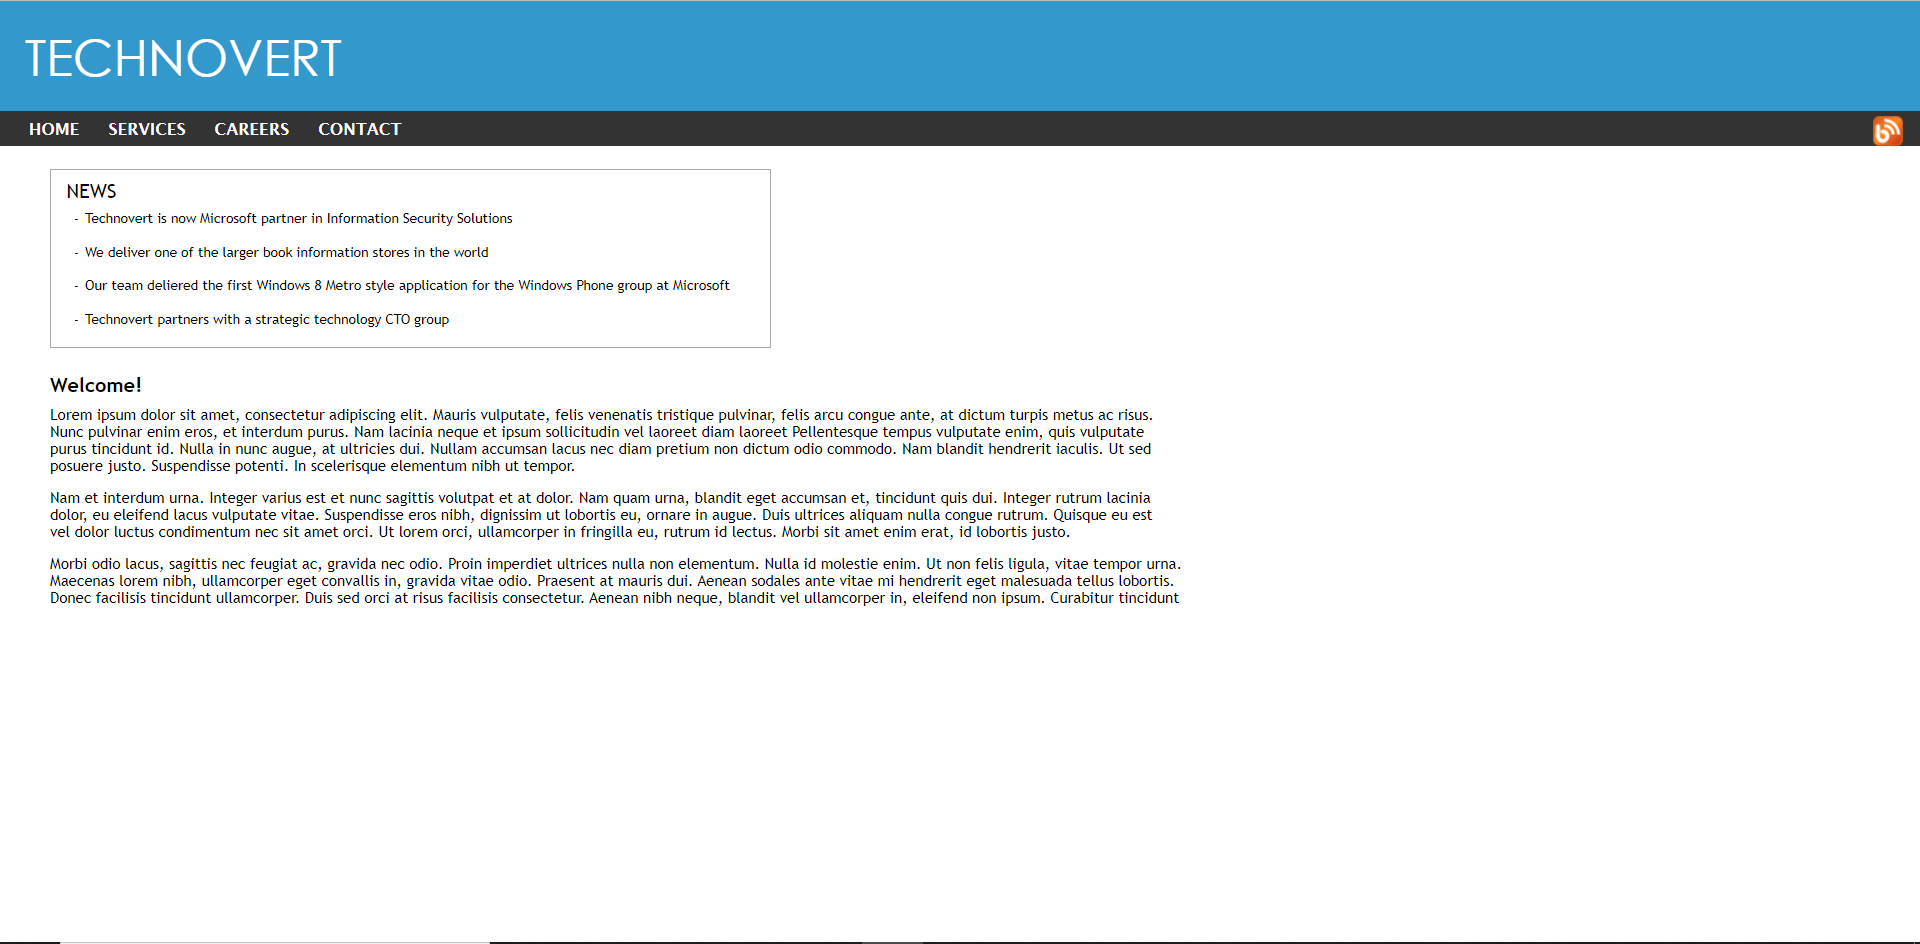 TECHNOVERT
HOME SERVICES CAREERS CONTACT
b
NEWS
- Technovert is now Microsoft partner in Information Security Solutions
- We deliver one of the larger book information stores in the world
- Our team deliered the first Windows 8 Metro style application for the Windows Phone group at Microsoft
- Technovert partners with a strategic technology CTO group
Welcome!
Lorem ipsum dolor sit amet, consectetur adipiscing elit. Mauris vulputate, felis venenatis tristique pulvinar, felis arcu congue ante, at dictum turpis metus ac risus.
Nunc pulvinar enim eros, et interdum purus. Nam lacinia neque et ipsum sollicitudin vel laoreet diam laoreet Pellentesque tempus vulputate enim, quis vulputate
purus tincidunt id. Nulla in nunc augue, at ultricies dui. Nullam accumsan lacus nec diam pretium non dictum odio commodo. Nam blandit hendrerit iaculis. Ut sed
posuere justo. Suspendisse potenti. In scelerisque elementum nibh ut tempor.
Nam et interdum urna. Integer varius est et nunc sagittis volutpat et at dolor. Nam quam urna, blandit eget accumsan et, tincidunt quis dui. Integer rutrum lacinia
dolor, eu eleifend lacus vulputate vitae. Suspendisse eros nibh, dignissim ut lobortis eu, ornare in augue. Duis ultrices aliquam nulla congue rutrum. Quisque eu est
vel dolor luctus condimentum nec sit amet orci. Ut lorem orci, ullamcorper in fringilla eu, rutrum id lectus. Morbi sit amet enim erat, id lobortis justo.
Morbi odio lacus, sagittis nec feugiat ac, gravida nec odio. Proin imperdiet ultrices nulla non elementum. Nulla id molestie enim. Ut non felis ligula, vitae tempor urna.
Maecenas lorem nibh, ullamcorper eget convallis in, gravida vitae odio. Praesent at mauris dui. Aenean sodales ante vitae mi hendrerit eget malesuada tellus lobortis.
Donec facilisis tincidunt ullamcorper. Duis sed orci at risus facilisis consectetur. Aenean nibh neque, blandit vel ullamcorper in, eleifend non ipsum. Curabitur tincidunt